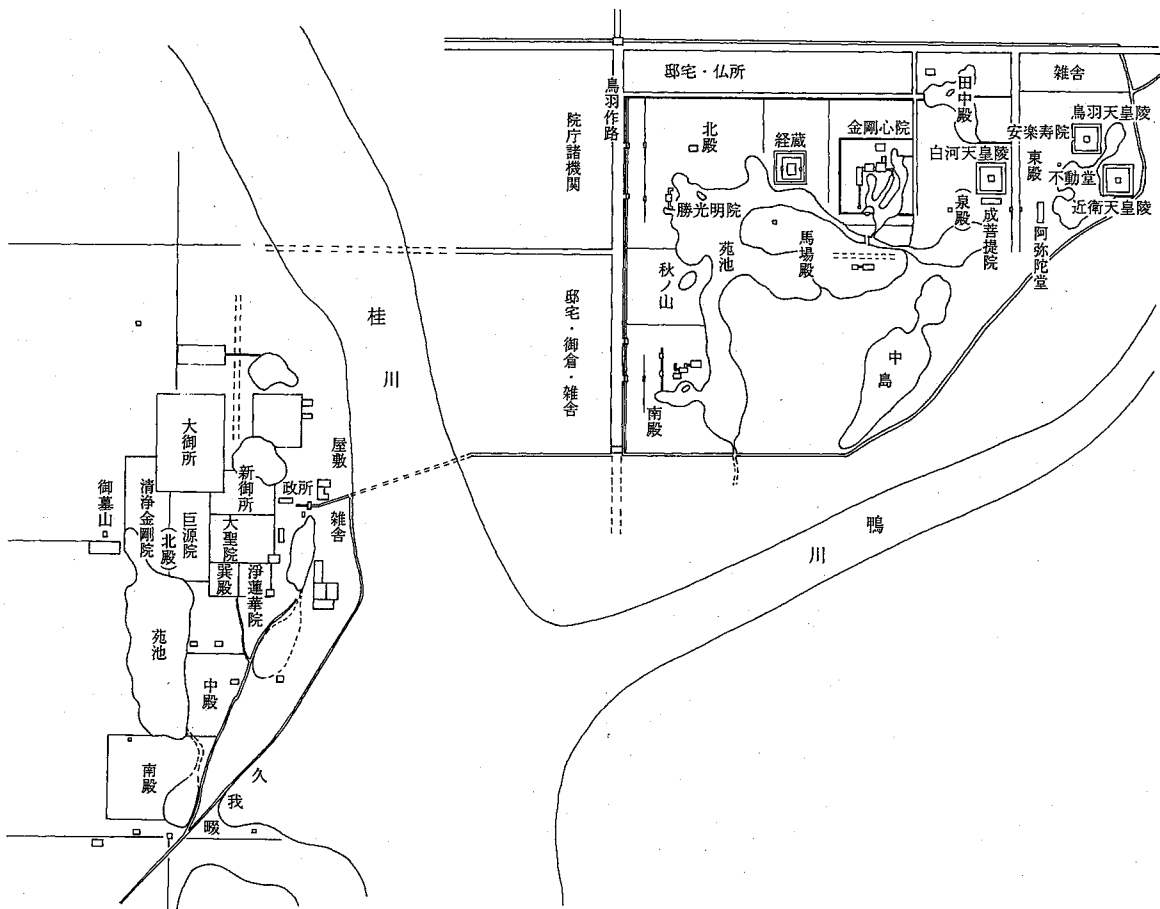 邸宅・仏所
雑舎
鳥羽作路
田中殿
鳥羽天皇陵
安楽寿院
院庁諸機関
北殿
経蔵
金剛心院
白河天皇陵
東殿
不動堂
近衛天皇陵
勝光明院
(泉殿)
成菩提院
阿弥陀堂
苑池
馬場殿
秋ノ山
邸宅・御倉・雑舎
中島
南殿
桂川
鴨川
大御所
屋敷
新御所
政所
雑舎
御墓山
清浄金剛院
(北殿)
巨源院
大聖院
巽殿
浄蓮華院
苑池
中殿
南殿
久我畷